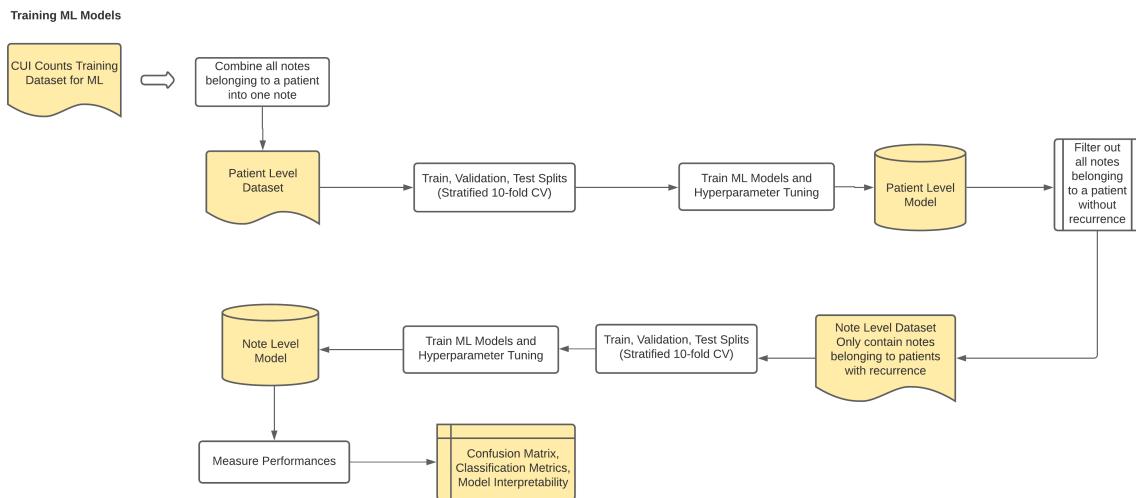 Training ML Models
CUI Counts Training
Dataset for ML
Combine all notes
belonging to a patient
into one note
Patient Level
Dataset
Train, Validation, Test Splits
(Stratified 10-fold CV)
Train ML Models and
Hyperparameter Tuning
Patient Level
Model
Filter out
all notes
belonging
to a patient
without
recurrence
Note Level Dataset
Only contain notes
belonging to patients
with recurrence
Train, Validation, Test Splits
(Stratified 10-fold CV)
Train ML Models and
Hyperparameter Tuning
Note Level
Model
Measure Performances
Confusion Matrix,
Classification Metrics,
Model Interpretability